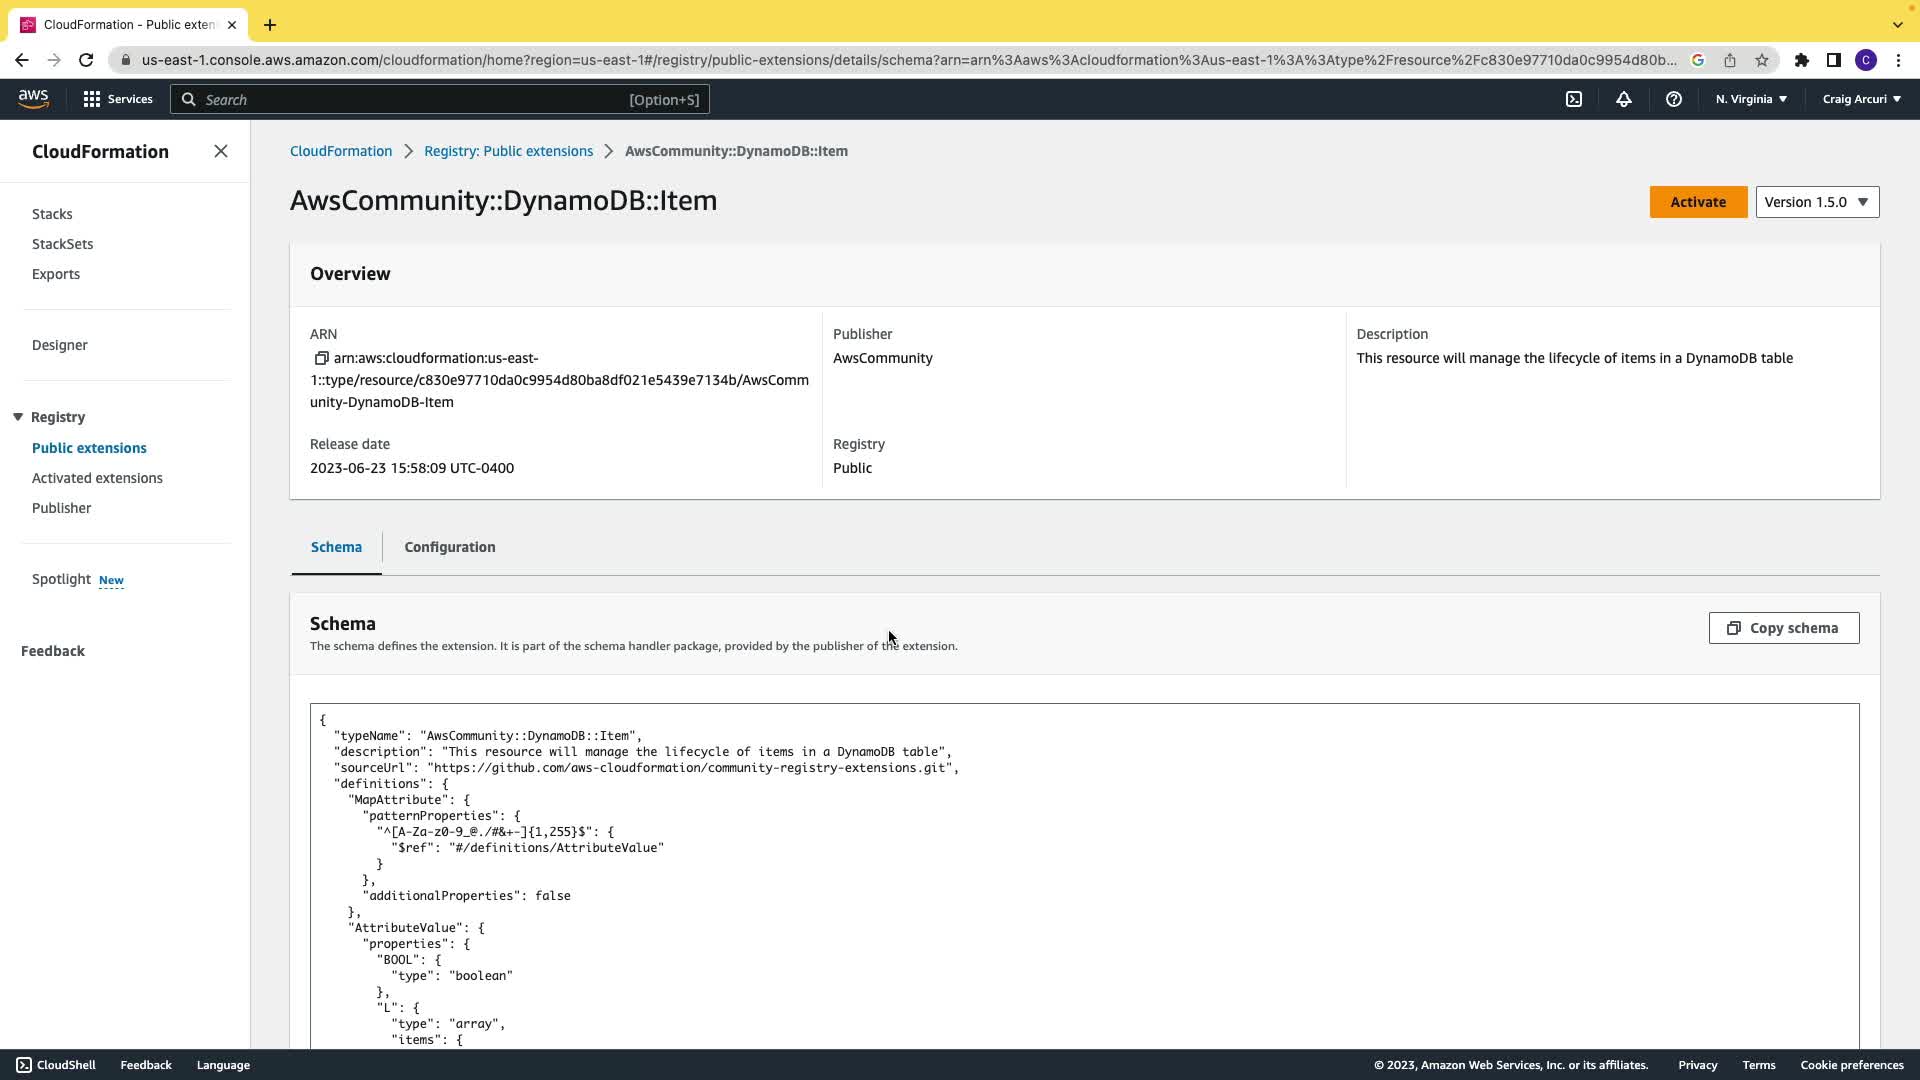 CloudFormation - Public exten
us-east-1.console.aws.amazon.com/cloudformation/home?region=us-east-1#/registry/public-extensions/details/schema?arn=arn%3Aaws%3Acloudformation%3Aus-east-1%3A%3Atype%2Fresource%2Fc830e97710da0c9954d80b...
C
aws
Services
Search
[Option+S]
N. Virginia
Craig Arcuri
CloudFormation
Stacks
StackSets
Exports
Designer
Registry
Public extensions
Activated extensions
Publisher
Spotlight New
Feedback
CloudFormation
Registry: Public extensions
AwsCommunity::DynamoDB::Item
AwsCommunity::DynamoDB::Item
Activate
Version 1.5.0
Overview
ARN
arn:aws:cloudformation:us-east-
1::type/resource/c830e97710da0c9954d80ba8df021e5439e7134b/AwsComm
unity-DynamoDB-Item
Release date
2023-06-23 15:58:09 UTC-0400
Publisher
AwsCommunity
Registry
Public
Description
This resource will manage the lifecycle of items in a DynamoDB table
Schema
Configuration
Schema
The schema defines the extension. It is part of the schema handler package, provided by the publisher of the extension.
Copy schema
{
"typeName": "AwsCommunity::DynamoDB::Item",
"description": "This resource will manage the lifecycle of items in a DynamoDB table",
"sourceUrl": "https://github.com/aws-cloudformation/community-registry-extensions.git",
"definitions": {
"MapAttribute": {
"patternProperties": {
"^[A-Za-z0-9_@./#&+-]{1,255}$": {
"$ref": "#/definitions/AttributeValue"
}
},
"additionalProperties": false
},
"AttributeValue": {
"properties": {
"BOOL": {
"type": "boolean"
},
"L": {
"type": "array",
"items": {
CloudShell
Feedback
Language
© 2023, Amazon Web Services, Inc. or its affiliates.
Privacy
Terms
Cookie preferences